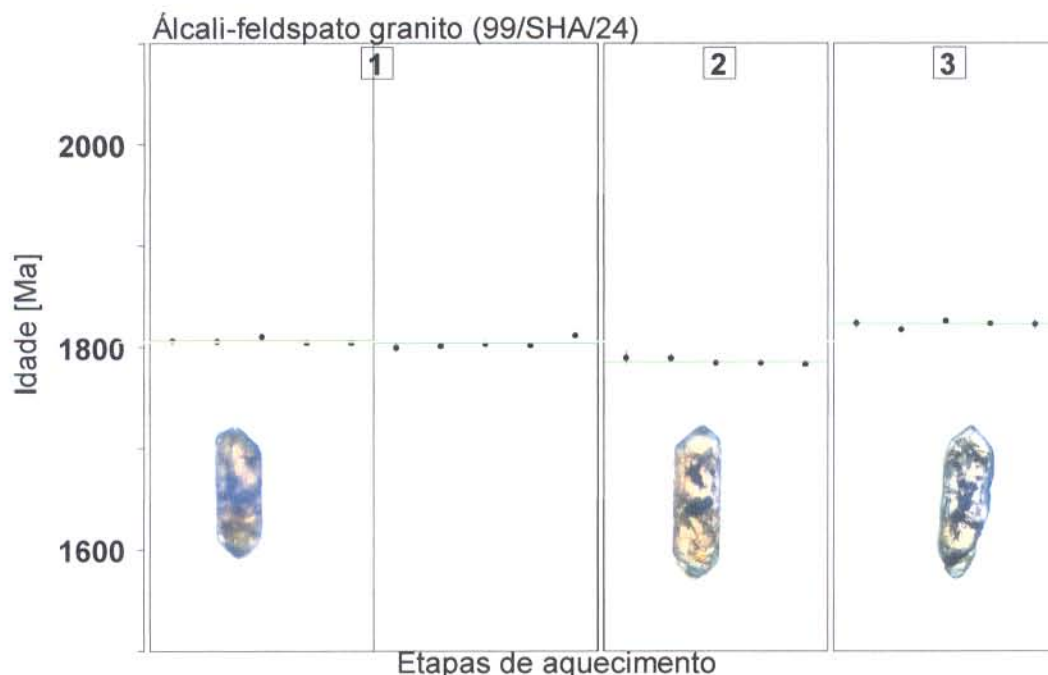 Álcali-feldspato granito (99/SHA/24)
1
2
3
2000
1800
1600
Idade [Ma]
Etapas de aquecimento